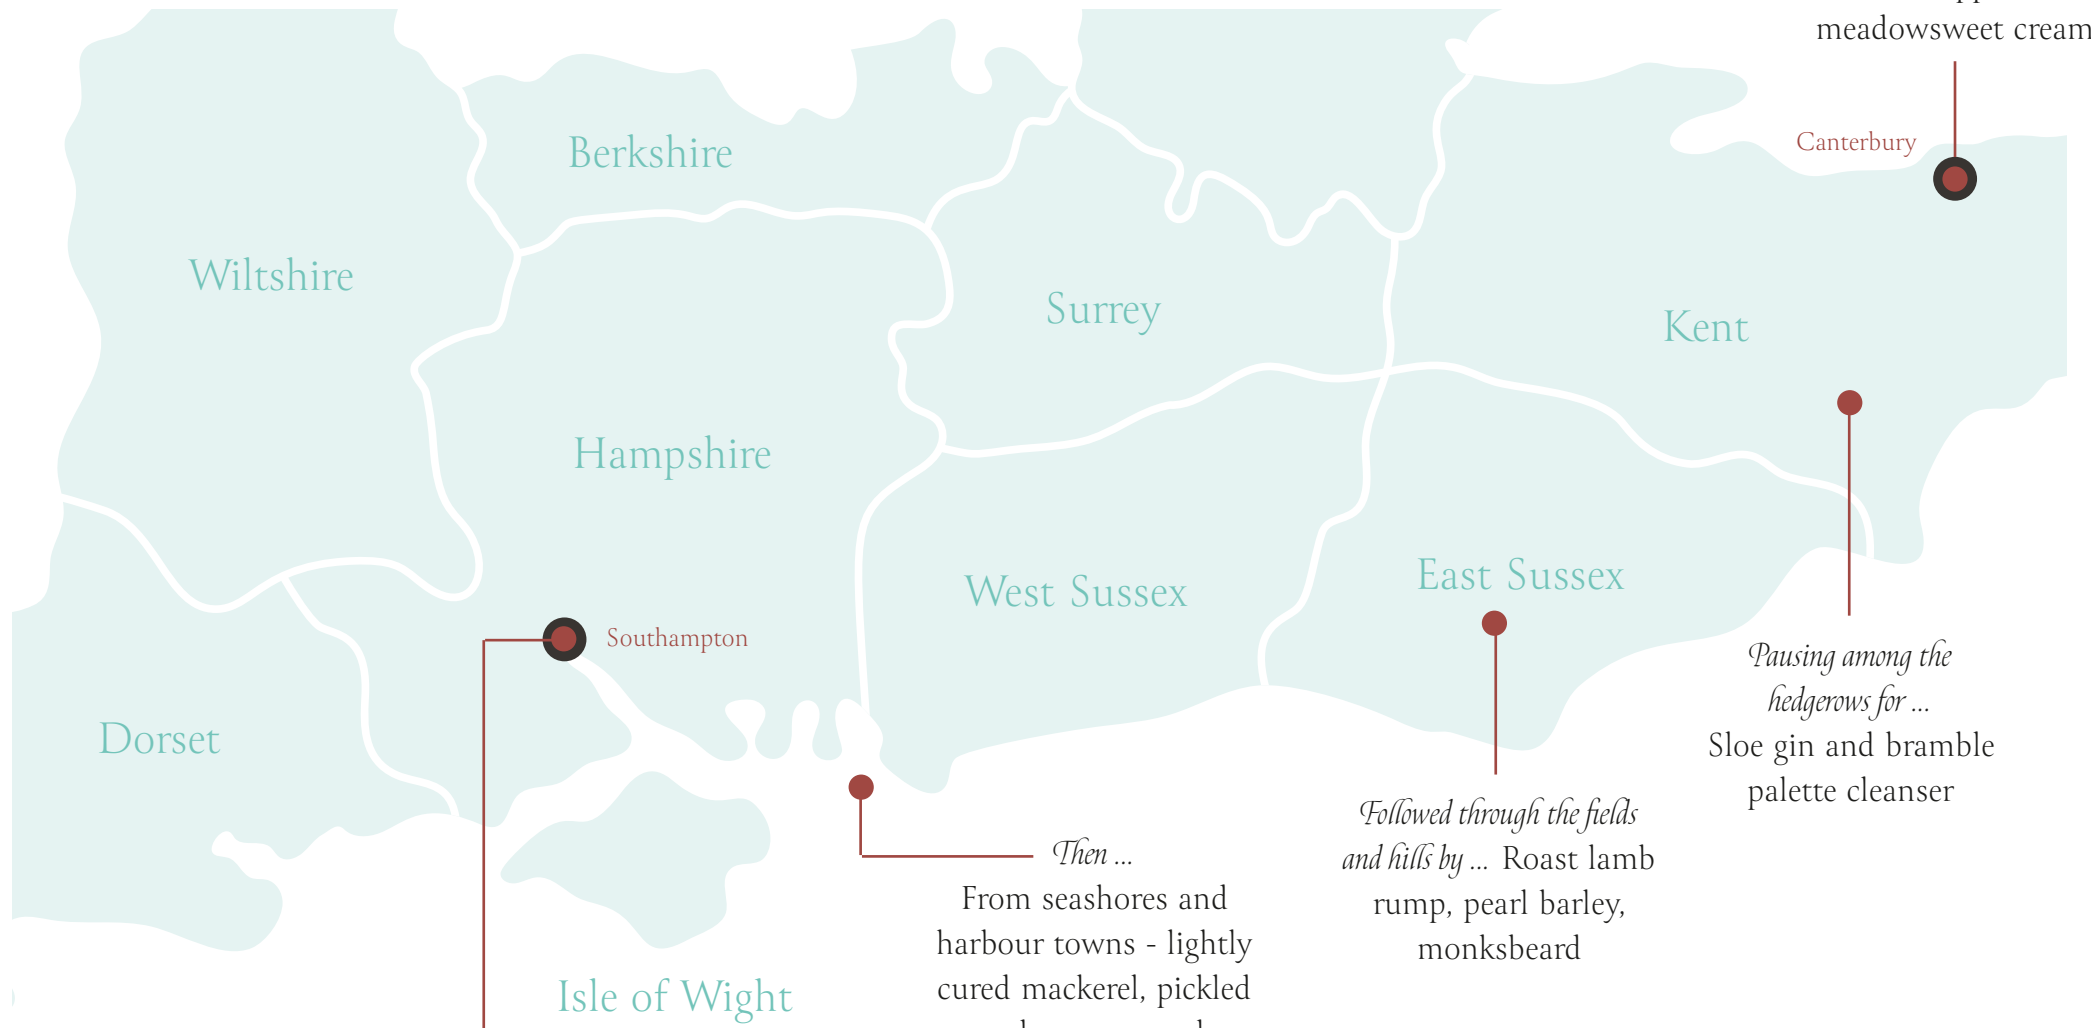 meadowsweet cream
Canterbury
Berkshire
Wiltshire
Surrey
Kent
Hampshire
West Sussex
East Sussex
Southampton
Dorset
Isle of Wight
Pausing among the
hedgerows for ...
Sloe gin and bramble
palette cleanser
Followed through the fields
and hills by ... Roast lamb
rump, pearl barley,
monksbeard
Then ...
From seashores and
harbour towns - lightly
cured mackerel, pickled